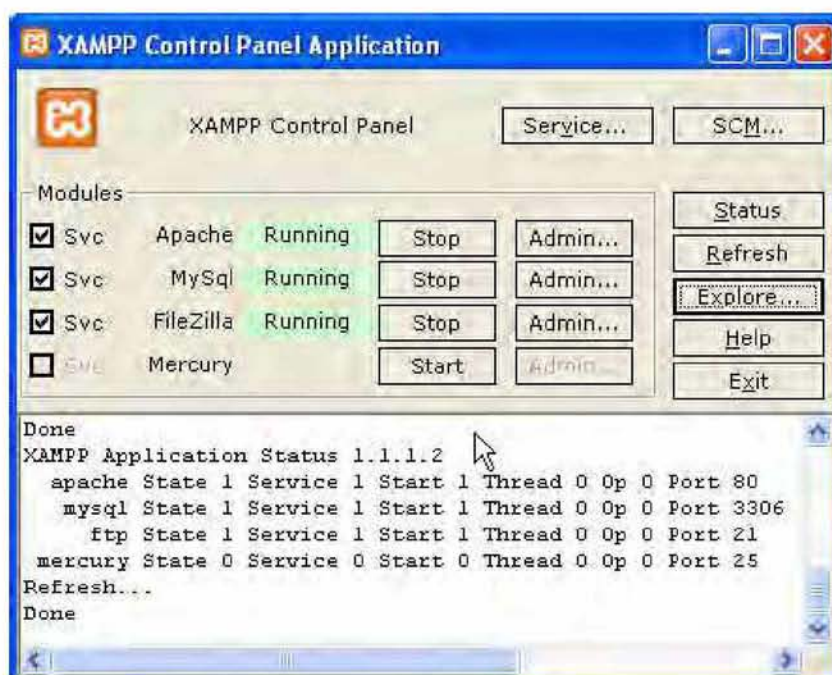 XAMPP Control Panel Application
XAMPP Control Panel Service... SCM...
Modules
Svc Apache Running Stop Admin...
Svc MySql Running Stop Admin...
Svc FileZilla Running Stop Admin...
Svc Mercury Start Admin...
Status
Refresh
Explore...
Help
Exit
Done
XAMPP Application Status 1.1.1.2
apache State 1 Service 1 Start 1 Thread 0 Op 0 Port 80
mysql State 1 Service 1 Start 1 Thread 0 Op 0 Port 3306
ftp State 1 Service 1 Start 1 Thread 0 Op 0 Port 21
mercury State 0 Service 0 Start 0 Thread 0 Op 0 Port 25
Refresh...
Done